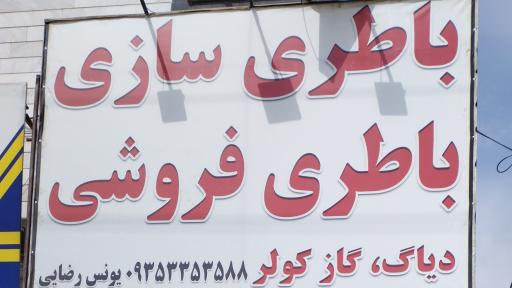 باطری سازی
باطری فروشی
دیاگ، گاز کولر ۰۹۳۵۳۳۵۳۵۸۸ یونس رضایی